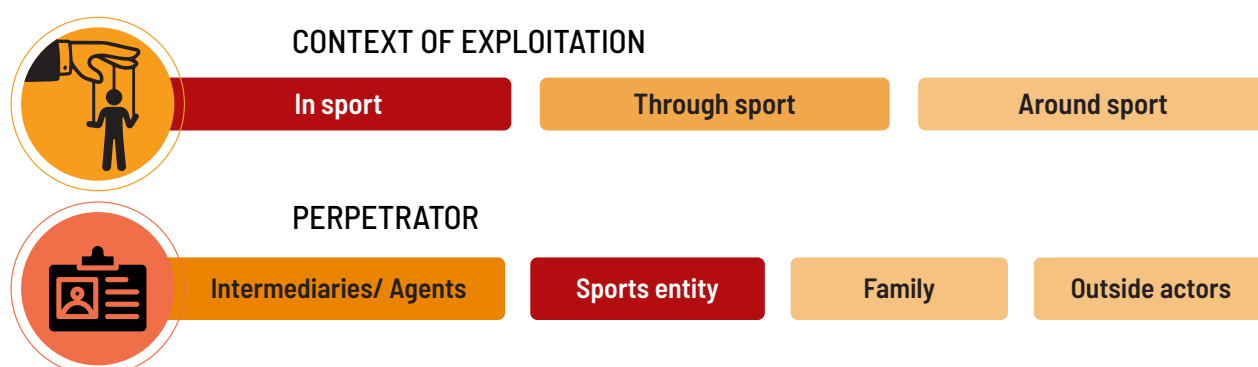 CONTEXT OF EXPLOITATION
In sport
Through sport
Around sport
PERPETRATOR
Intermediaries/ Agents
Sports entity
Family
Outside actors